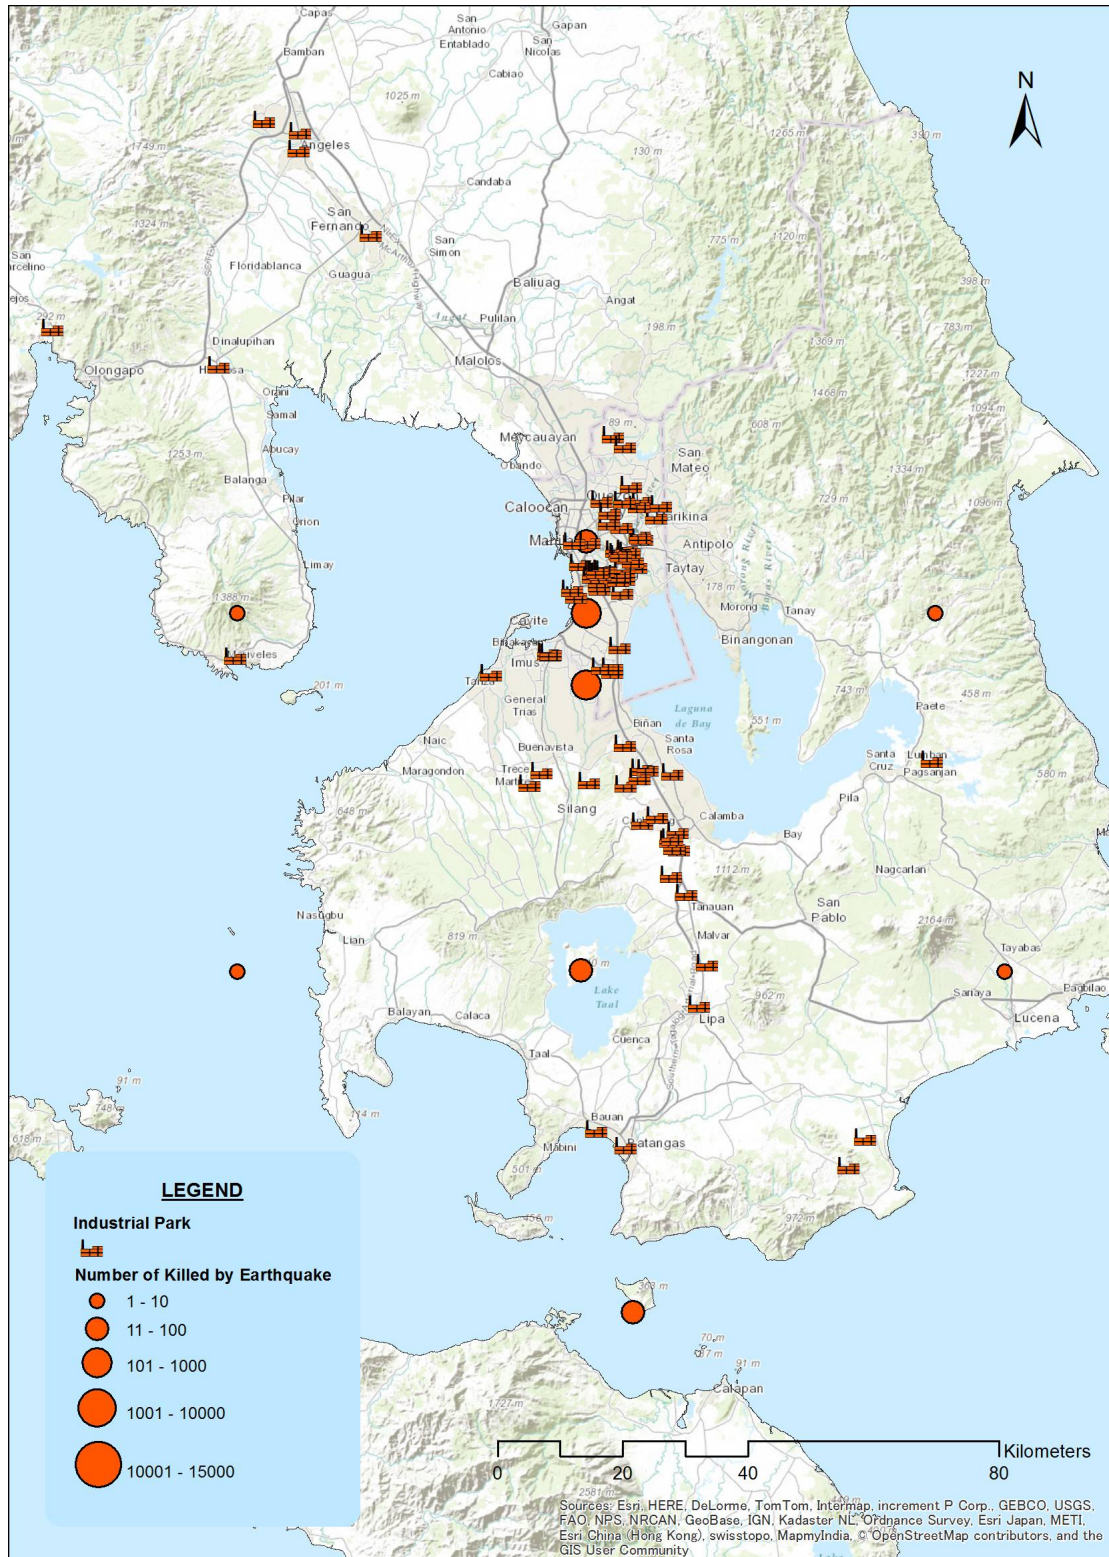 Capas
San
Antonio
Entablado
Gapan
San
Nicolas
Bamban
Cabiao
1025 m
N
1265 m
390 m
1749 m
Angeles
130 m
Candaba
1324 m
San
Fernando
NLEX
McArthur Highway
San
Simon
1120 m
775 m
San
SCTEX
Floridablanca
Guagua
398 m
Baliuag
Angat
292 m
Angat
Pulilan
198 m
783 m
Dinalupihan
1369 m
Olongapo
Malolos
1227 m
Orani
Samal
1468 m
1094 m
89 m
Meycauayan
608 m
Abucay
San
Mateo
1253 m
Obando
1334 m
Balanga
Pilar
Caloocan
729 m
1096 m
Orion
Antipolo
Limay
Taytay
1388 m
178 m
Morong
Tanay
Cavite
Binangonan
Imus
201 m
743 m
458 m
General
Trias
Laguna
de Bay
551 m
Paete
Biñan
Naic
Buenavista
Santa
Rosa
Santa
Cruz
Lumban
Pagsanjan
Maragondon
Trece
580 m
648 m
Silang
Pila
Calamba
Bay
1112 m
Nagcarlan
Tanauan
San
Pablo
Nasugbu
2164 m
Lian
819 m
Malvar
Tayabas
Lake
Taal
962 m
Sariaya
Pagbilao
Balayan
Calaca
Lipa
Lucena
Cuenca
Taal
91 m
748 m
114 m
618 m
Bauan
Batangas
Mabini
501 m
LEGEND
456 m
972 m
Industrial Park
Number of Killed by Earthquake
363 m
1 - 10
11 - 100
70 m
91 m
101 - 1000
Calapan
1727 m
1001 - 10000
Kilometers
10001 - 15000
0 20 40 80
2581 m
Sources: Esri, HERE, DeLorme, TomTom, Intermap, increment P Corp., GEBCO, USGS,
FAO, NPS, NRCAN, GeoBase, IGN, Kadaster NL, Ordnance Survey, Esri Japan, METI,
Esri China (Hong Kong), swisstopo, MapmyIndia, © OpenStreetMap contributors, and the
GIS User Community